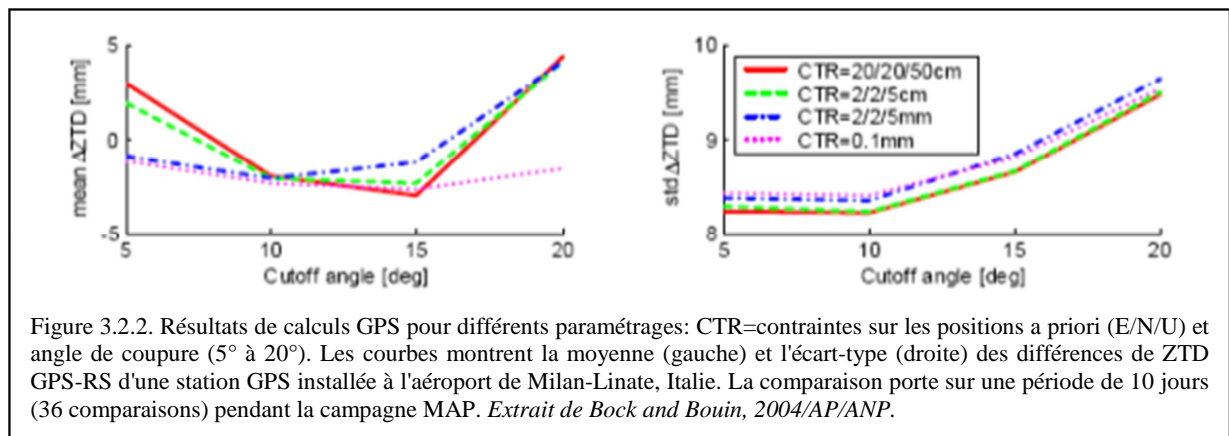 5
0
-5
mean ΔZTD [mm]
5
10
15
20
Cutoff angle [deg]
10
9
8
std ΔZTD [mm]
CTR=20/20/50cm
CTR=2/2/5cm
CTR=2/2/5mm
CTR=0.1mm
5
10
15
20
Cutoff angle [deg]
Figure 3.2.2. Résultats de calculs GPS pour différents paramétrages: CTR=contraintes sur les positions a priori (E/N/U) et
angle de coupure (5° à 20°). Les courbes montrent la moyenne (gauche) et l'écart-type (droite) des différences de ZTD
GPS-RS d'une station GPS installée à l'aéroport de Milan-Linate, Italie. La comparaison porte sur une période de 10 jours
(36 comparaisons) pendant la campagne MAP. Extrait de Bock and Bouin, 2004/AP/ANP.